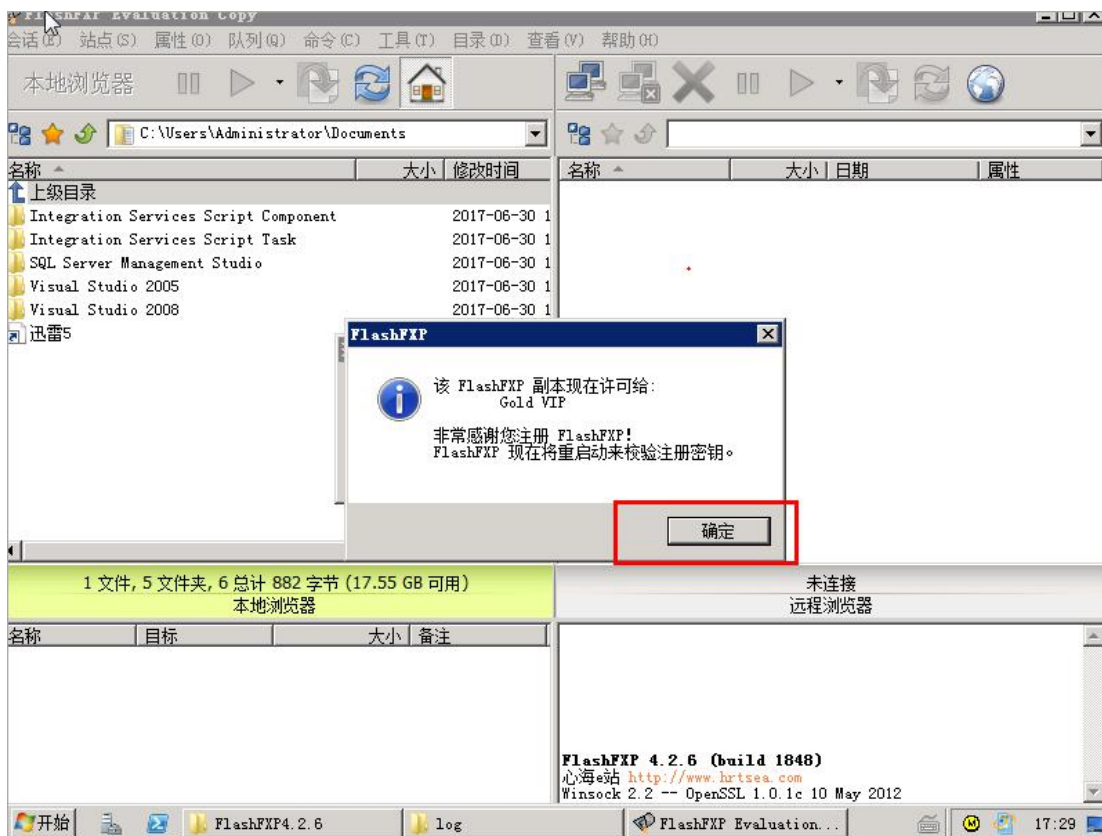 FlashFXP Evaluation Copy
会话(E) 站点(S) 属性(O) 队列(Q) 命令(C) 工具(T) 目录(D) 查看(V) 帮助(H)
本地浏览器
C:\Users\Administrator\Documents
名称 大小 修改时间 名称 大小 日期 属性
上级目录
Integration Services Script Component 2017-06-30 1
Integration Services Script Task 2017-06-30 1
SQL Server Management Studio 2017-06-30 1
Visual Studio 2005 2017-06-30 1
Visual Studio 2008 2017-06-30 1
迅雷5
FlashFXP
该 FlashFXP 副本现在许可给:
Gold VIP
非常感谢您注册 FlashFXP!
FlashFXP 现在将重启动来校验注册密钥。
确定
1 文件, 5 文件夹, 6 总计 882 字节 (17.55 GB 可用)
本地浏览器
未连接
远程浏览器
名称 目标 大小 备注
FlashFXP 4.2.6 (build 1848)
心海e站 http://www.hrtsea.com
Winsock 2.2 -- OpenSSL 1.0.1c 10 May 2012
开始 FlashFXP4.2.6 log FlashFXP Evaluation... 17:29